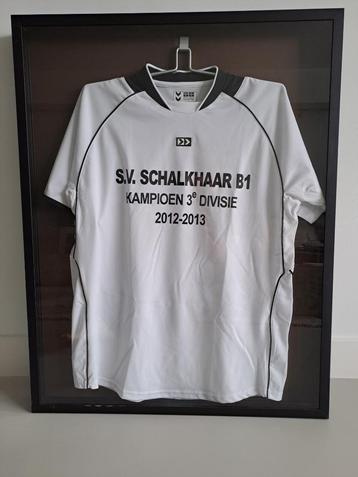 S.V. SCHALKHAAR B1
KAMPIOEN 3e DIVISIE
2012-2013